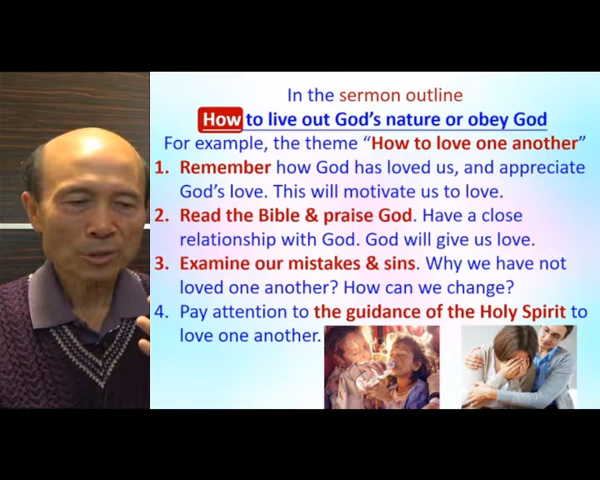 In the sermon outline
How to live out God's nature or obey God
For example, the theme “How to love one another”
1. Remember how God has loved us, and appreciate
God's love. This will motivate us to love.
2. Read the Bible & praise God. Have a close
relationship with God. God will give us love.
3. Examine our mistakes & sins. Why we have not
loved one another? How can we change?
4. Pay attention to the guidance of the Holy Spirit to
love one another.